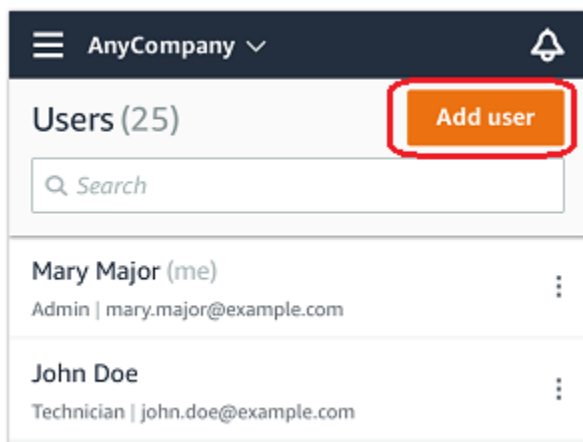 AnyCompany
Users (25)
Add user
Search
Mary Major (me)
Admin | mary.major@example.com
John Doe
Technician | john.doe@example.com